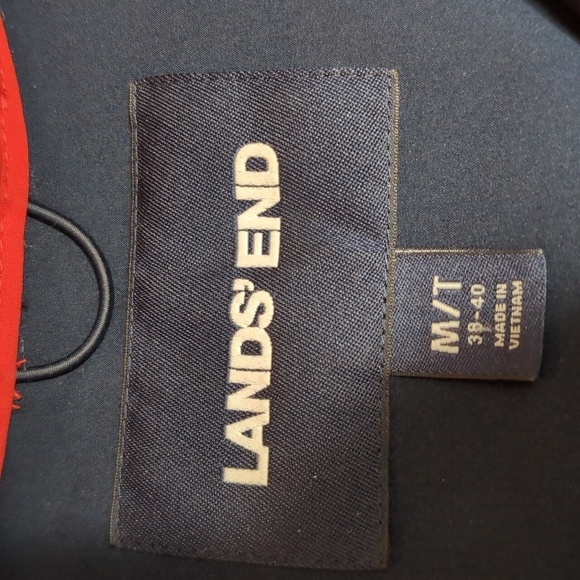 LANDS' END
M/T
38-40
MADE IN
VIETNAM